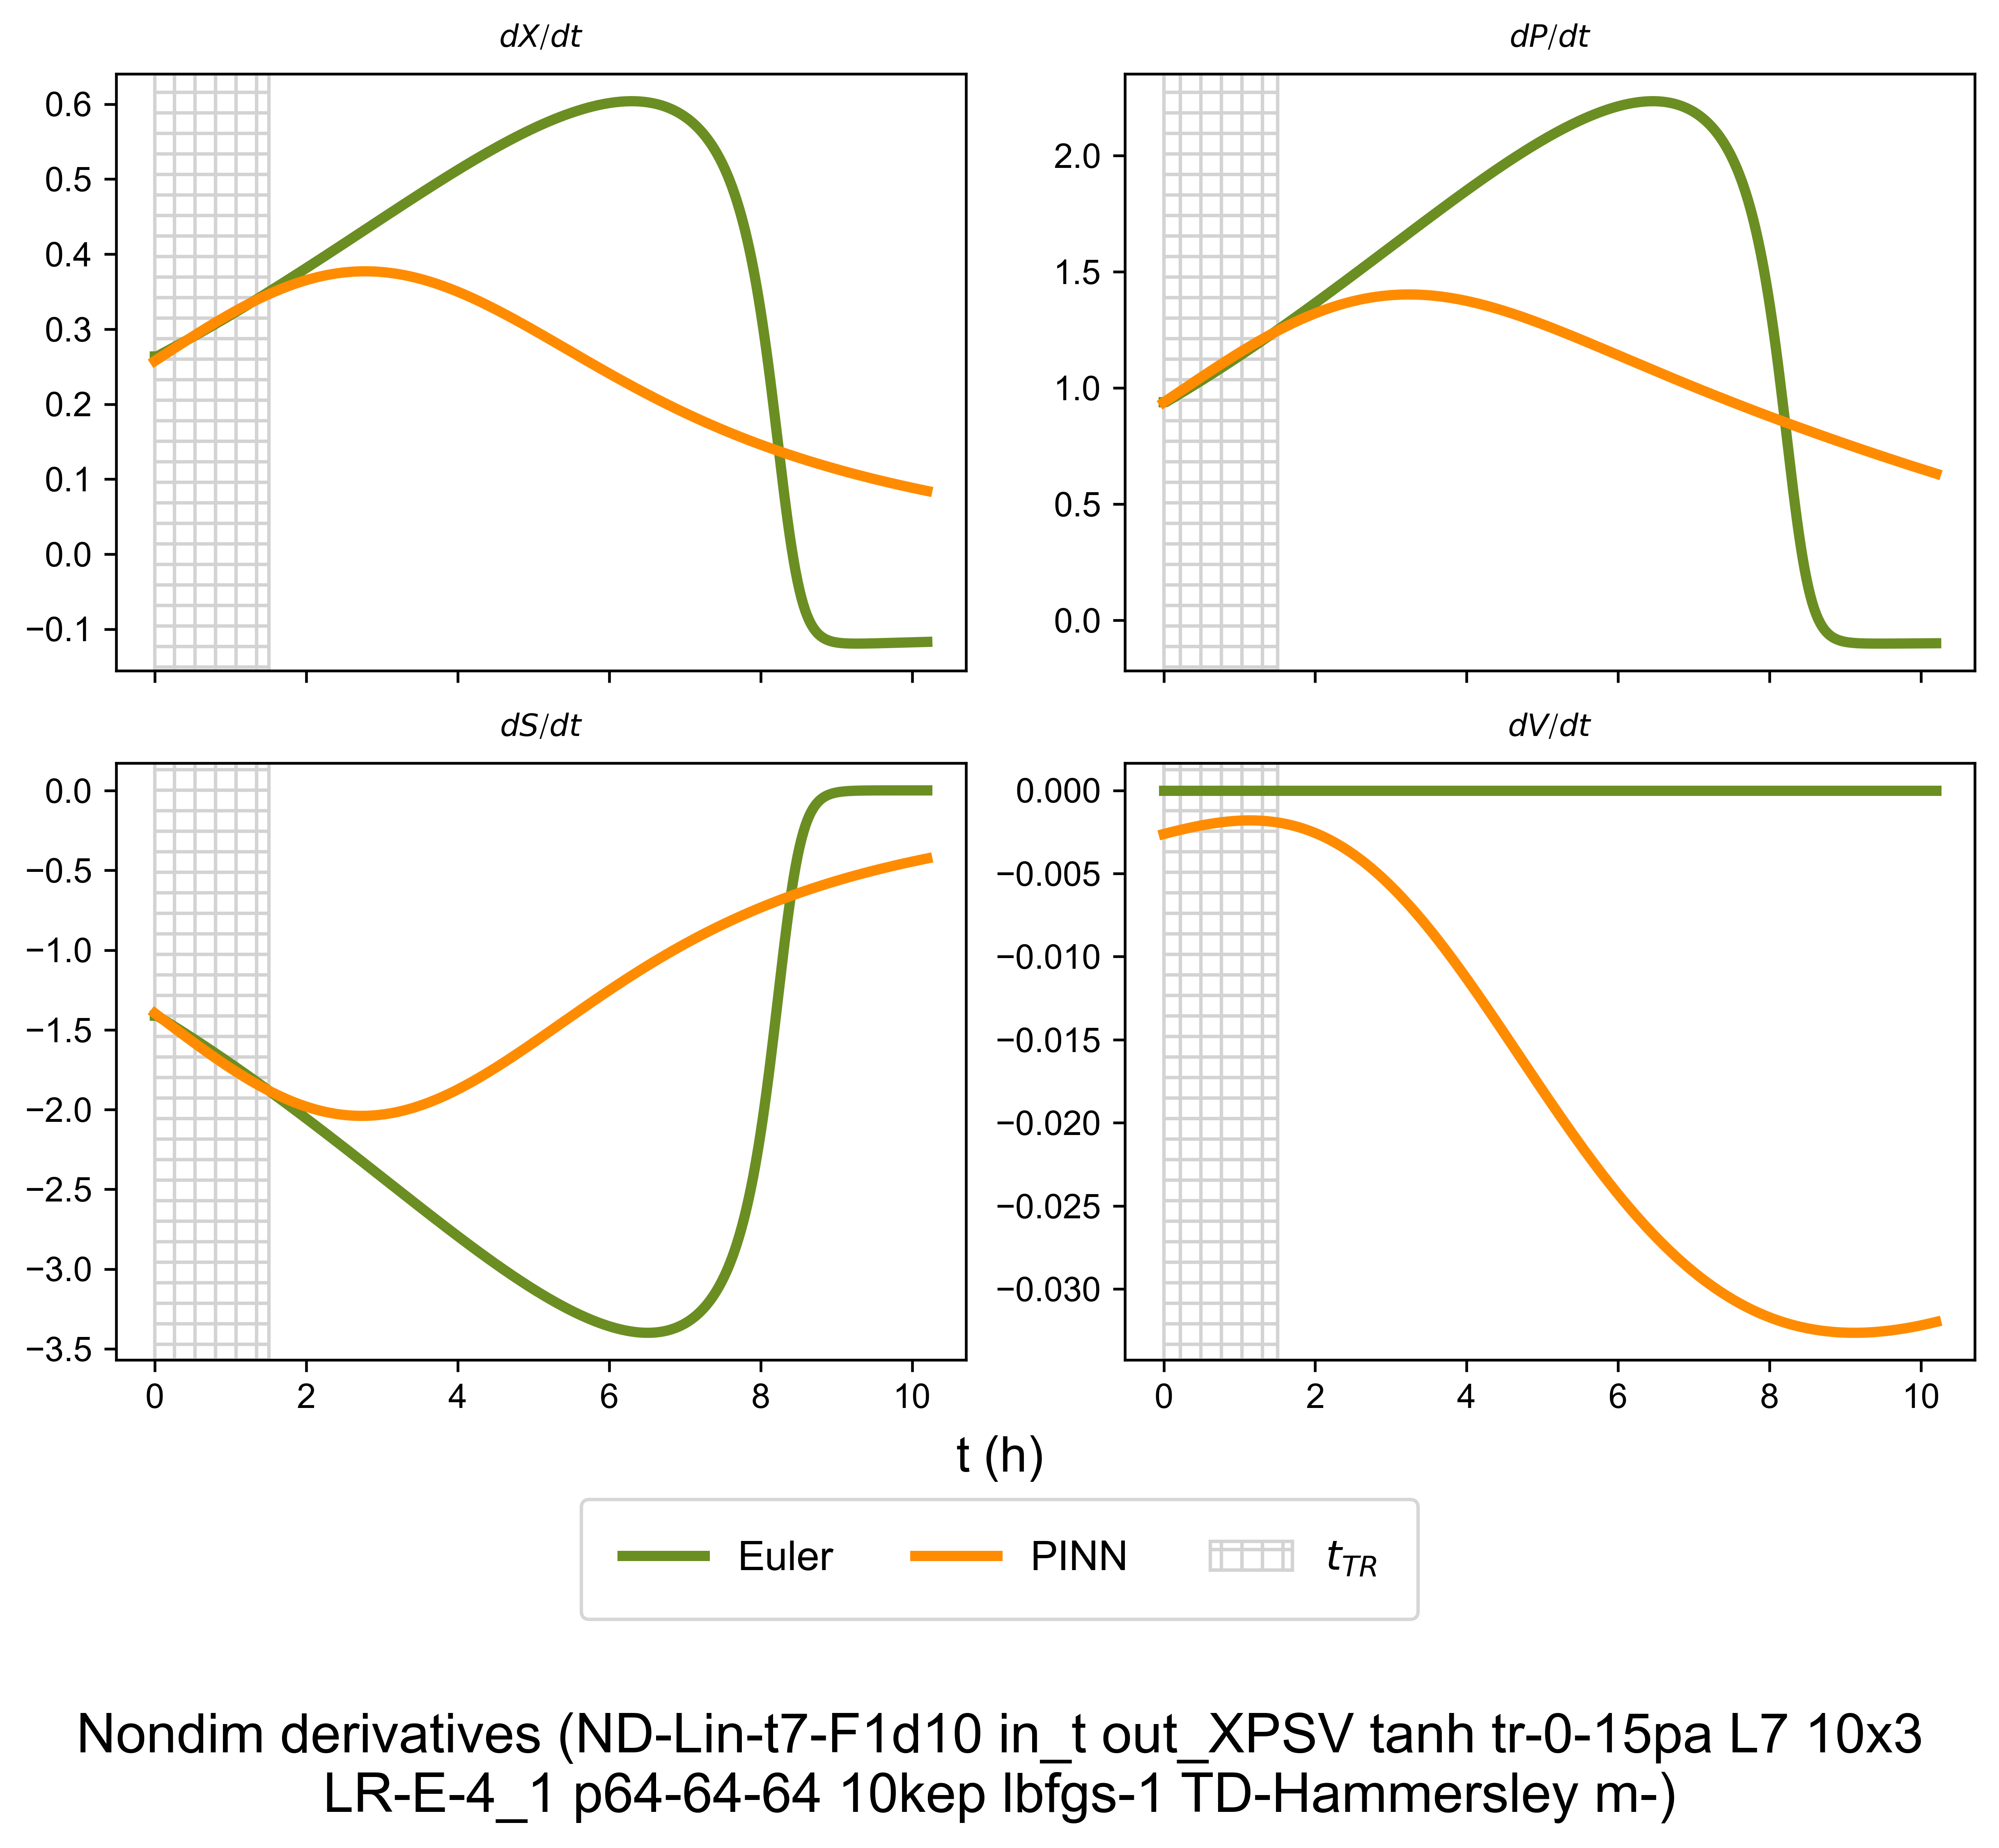 dX/dt
dP/dt
0.6
0.5
0.4
0.3
0.2
0.1
0.0
−0.1
2.0
1.5
1.0
0.5
0.0
dS/dt
dV/dt
0.0
−0.5
−1.0
−1.5
−2.0
−2.5
−3.0
−3.5
0 2 4 6 8 10
0.000
−0.005
−0.010
−0.015
−0.020
−0.025
−0.030
0 2 4 6 8 10
t (h)
Euler PINN t_TR
Nondim derivatives (ND-Lin-t7-F1d10 in_t out_XPSV tanh tr-0-15pa L7 10x3
LR-E-4_1 p64-64-64 10kep lbfgs-1 TD-Hammersley m-)